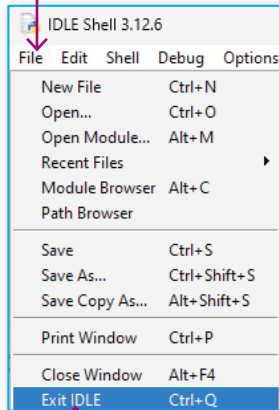 IDLE Shell 3.12.6
File Edit Shell Debug Options
New File Ctrl+N
Open... Ctrl+O
Open Module... Alt+M
Recent Files
Module Browser Alt+C
Path Browser
Save Ctrl+S
Save As... Ctrl+Shift+S
Save Copy As... Alt+Shift+S
Print Window Ctrl+P
Close Window Alt+F4
Exit IDLE Ctrl+Q